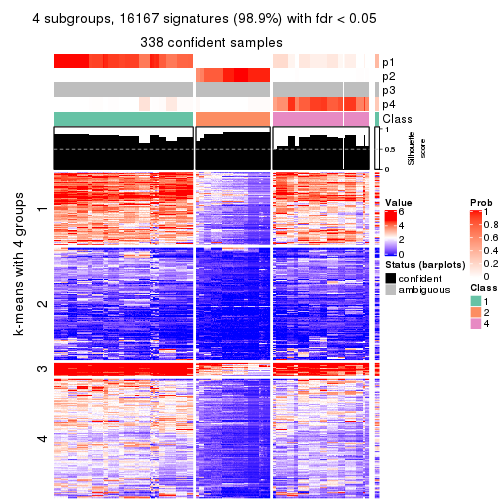 4 subgroups, 16167 signatures (98.9%) with fdr < 0.05
338 confident samples
p1
p2
p3
p4
Class
1
0.5
0
Silhouette
score
k-means with 4 groups
1
2
3
4
Value
6
4
2
0
Status (barplots)
confident
ambiguous
Prob
1
0.8
0.6
0.4
0.2
0
Class
1
2
4